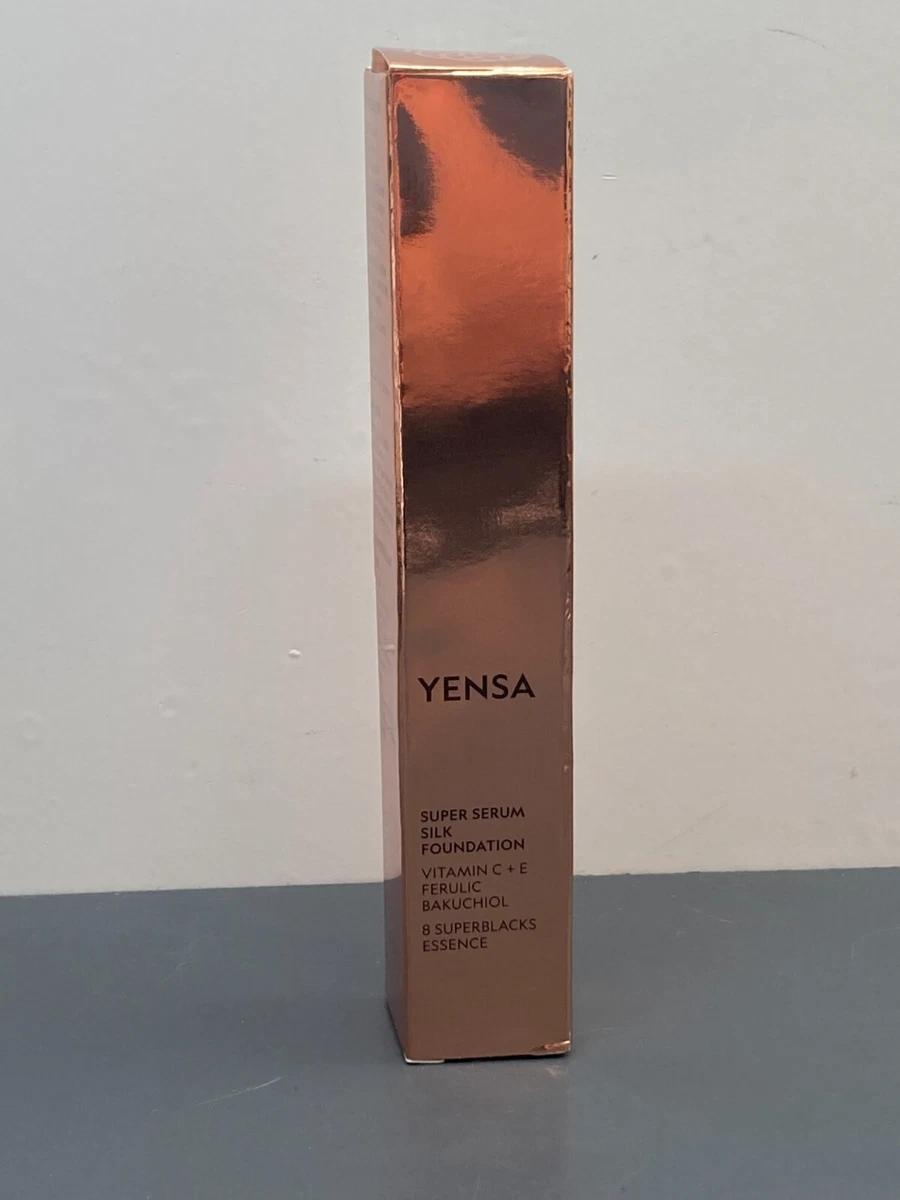 YENSA
SUPER SERUM
SILK
FOUNDATION
VITAMIN C + E
FERULIC
BAKUCHIOL
8 SUPERBLACKS
ESSENCE